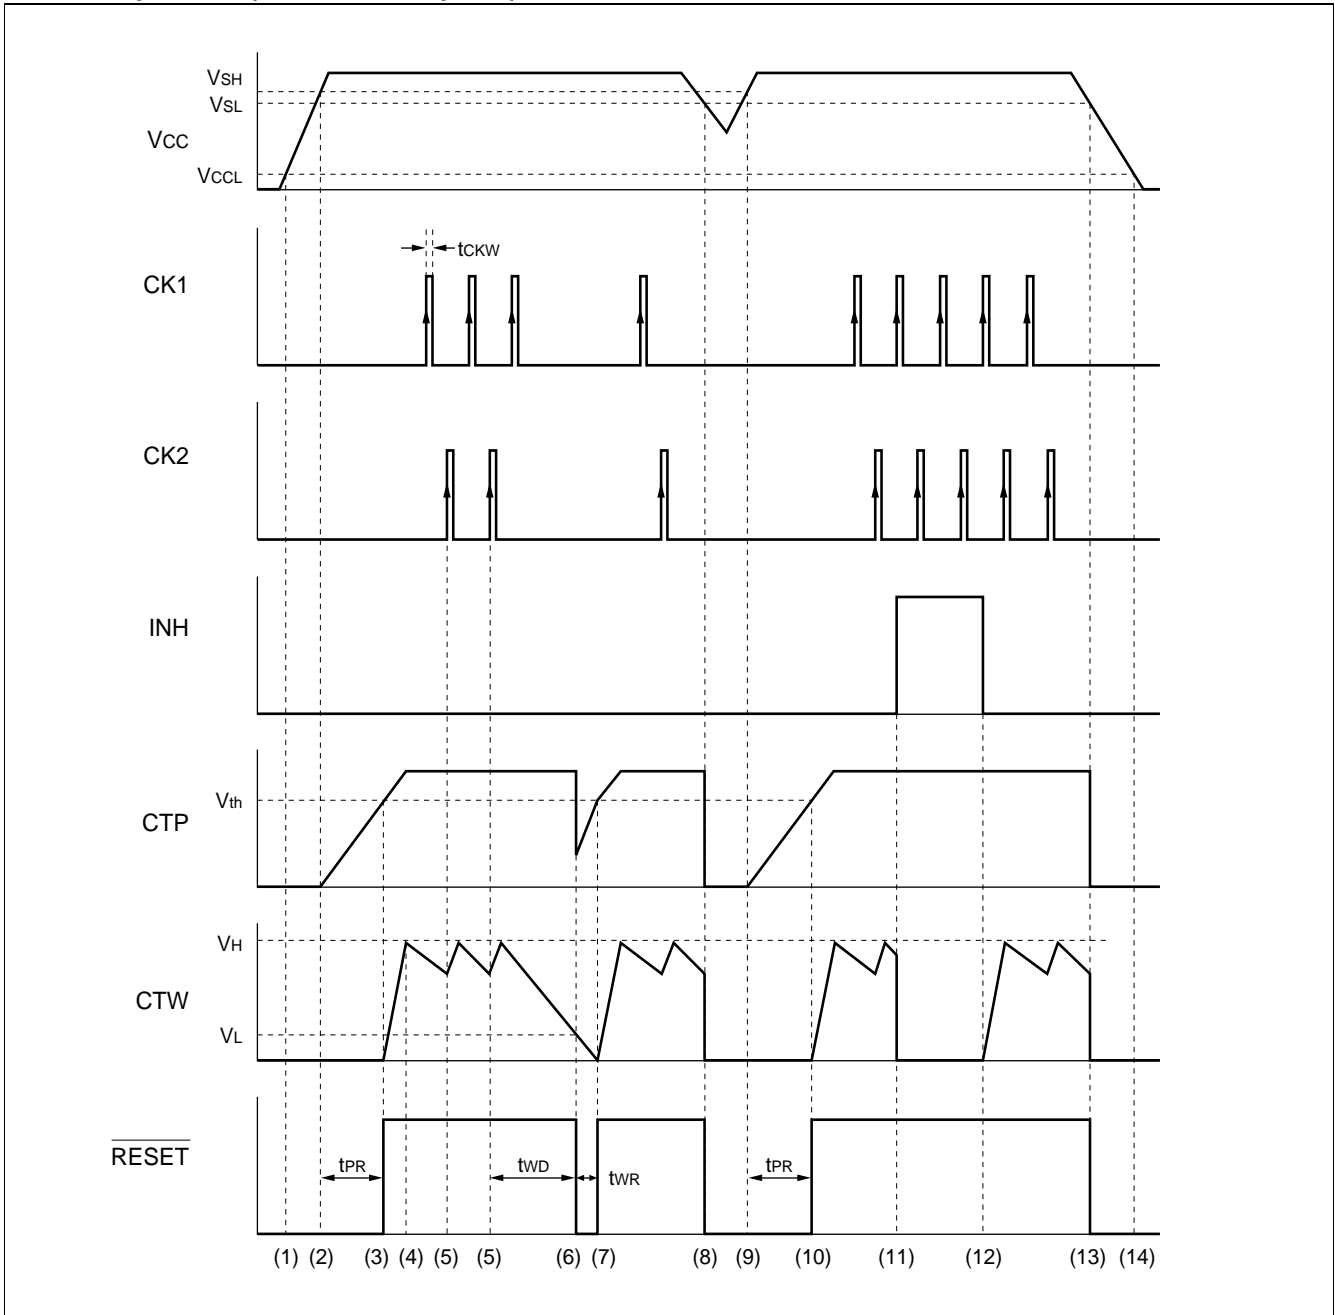 VSH
VSL
VCC
VCCL
tCKW
CK1
CK2
INH
Vth
CTP
VH
CTW
VL
RESET
tPR
tWD
tWR
tPR
(1) (2) (3) (4) (5) (5) (6) (7) (8) (9) (10) (11) (12) (13) (14)